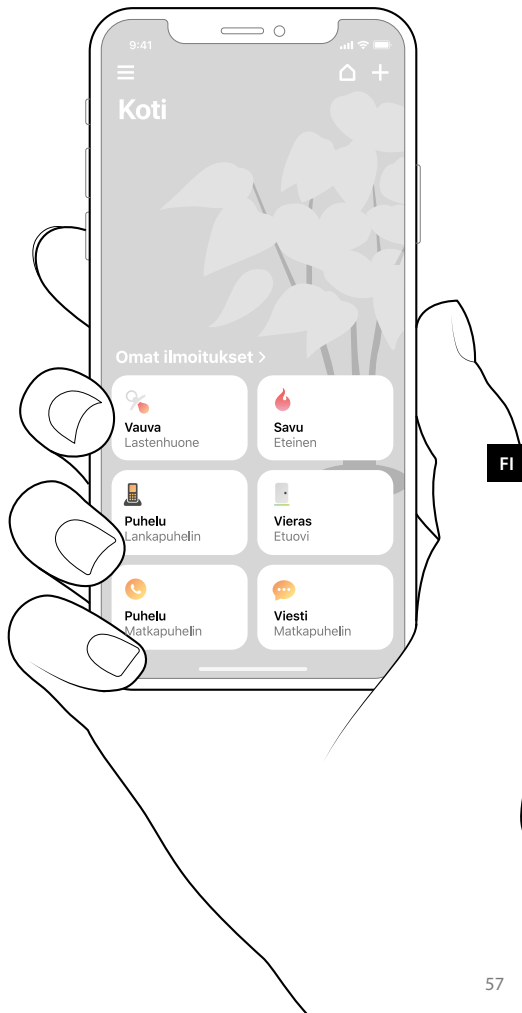 9:41
Koti
Omat ilmoitukset >
Vauva
Lastenhuone
Savu
Eteinen
Puhelu
Lankapuhelin
Vieras
Etuovi
Puhelu
Matkapuhelin
Viesti
Matkapuhelin
FI
57